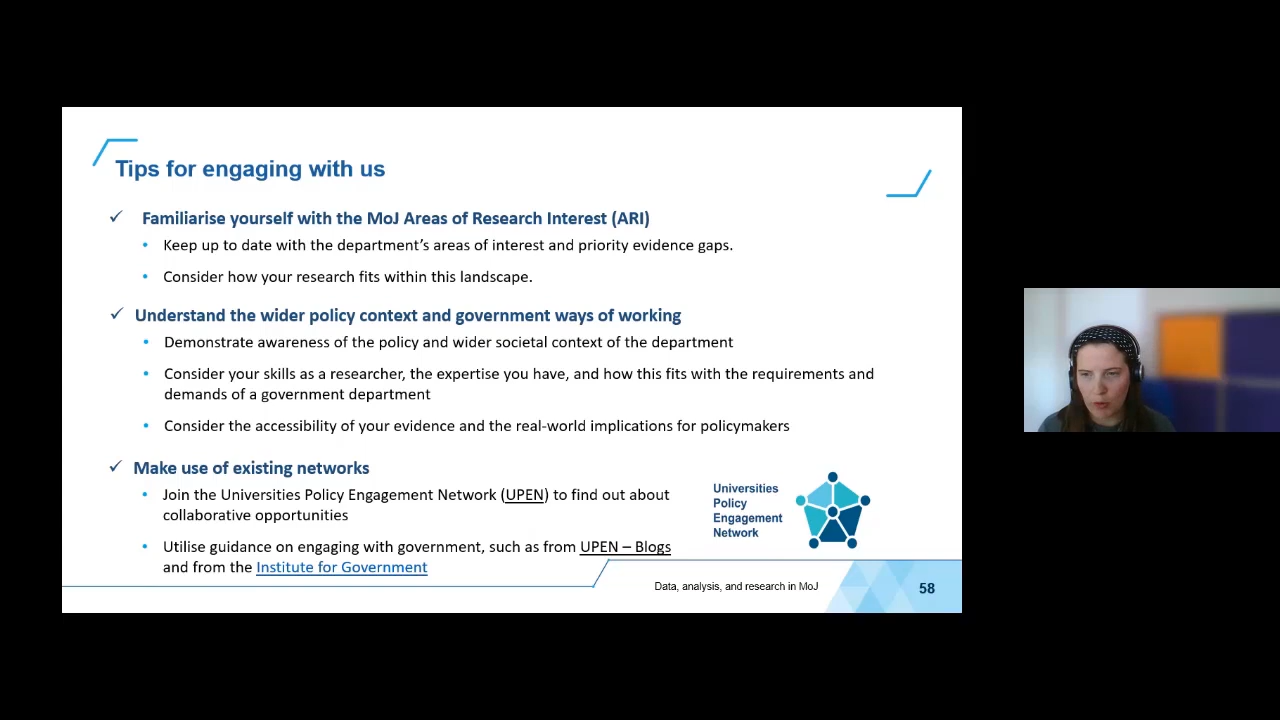 Tips for engaging with us
✓ Familiarise yourself with the MoJ Areas of Research Interest (ARI)
• Keep up to date with the department’s areas of interest and priority evidence gaps.
• Consider how your research fits within this landscape.
✓ Understand the wider policy context and government ways of working
• Demonstrate awareness of the policy and wider societal context of the department
• Consider your skills as a researcher, the expertise you have, and how this fits with the requirements and
demands of a government department
• Consider the accessibility of your evidence and the real-world implications for policymakers
✓ Make use of existing networks
• Join the Universities Policy Engagement Network (UPEN) to find out about
collaborative opportunities
• Utilise guidance on engaging with government, such as from UPEN – Blogs
and from the Institute for Government
Universities
Policy
Engagement
Network
Data, analysis, and research in MoJ
58